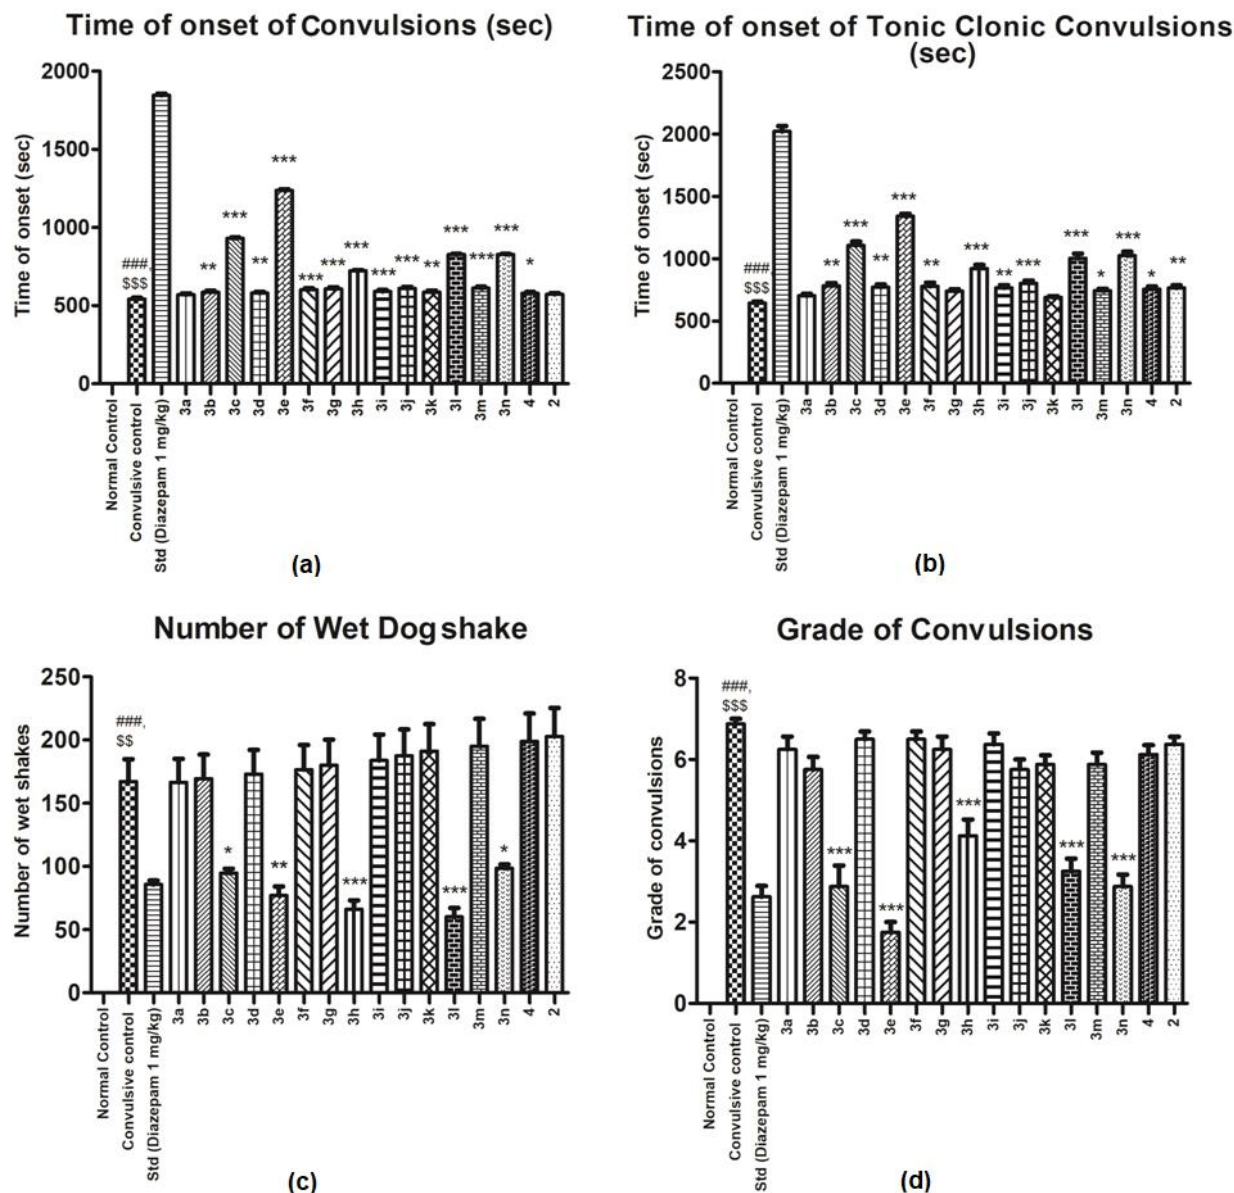 Time of onset of Convulsions (sec)
Time of onset (sec)
2000
1500
1000
500
0
###,
$$$
**
***
**
***
***
***
***
***
***
**
***
***
***
*
Normal Control
Convulsive control
Std (Diazepam 1 mg/kg)
3a
3b
3c
3d
3e
3f
3g
3h
3i
3j
3k
3l
3m
3n
4
2
(a)
Time of onset of Tonic Clonic Convulsions
(sec)
Time of onset (sec)
2500
2000
1500
1000
500
0
###,
$$$
**
***
**
***
**
***
**
***
***
*
***
*
**
Normal Control
Convulsive control
Std (Diazepam 1 mg/kg)
3a
3b
3c
3d
3e
3f
3g
3h
3i
3j
3k
3l
3m
3n
4
2
(b)
Number of Wet Dogshake
Number of wet shakes
250
200
150
100
50
0
###,
$$
*
**
***
***
*
Normal Control
Convulsive control
Std (Diazepam 1 mg/kg)
3a
3b
3c
3d
3e
3f
3g
3h
3i
3j
3k
3l
3m
3n
4
2
(c)
Grade of Convulsions
Grade of convulsions
8
6
4
2
0
###,
$$$
***
***
***
***
***
Normal Control
Convulsive control
Std (Diazepam 1 mg/kg)
3a
3b
3c
3d
3e
3f
3g
3h
3i
3j
3k
3l
3m
3n
4
2
(d)